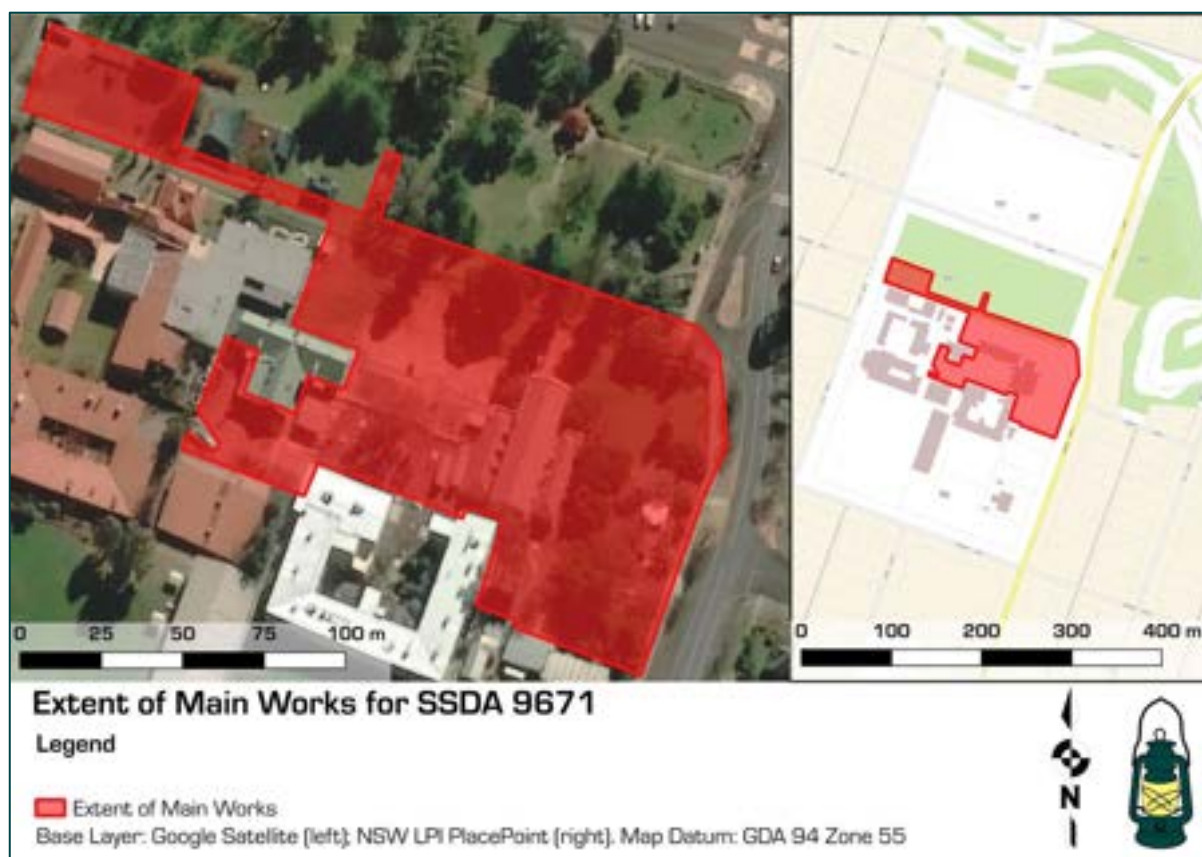 0 25 50 75 100 m
0 100 200 300 400 m
Extent of Main Works for SSDA 9671
Legend
Extent of Main Works
Base Layer: Google Satellite (left); NSW LPI PlacePoint (right). Map Datum: GDA 94 Zone 55
N